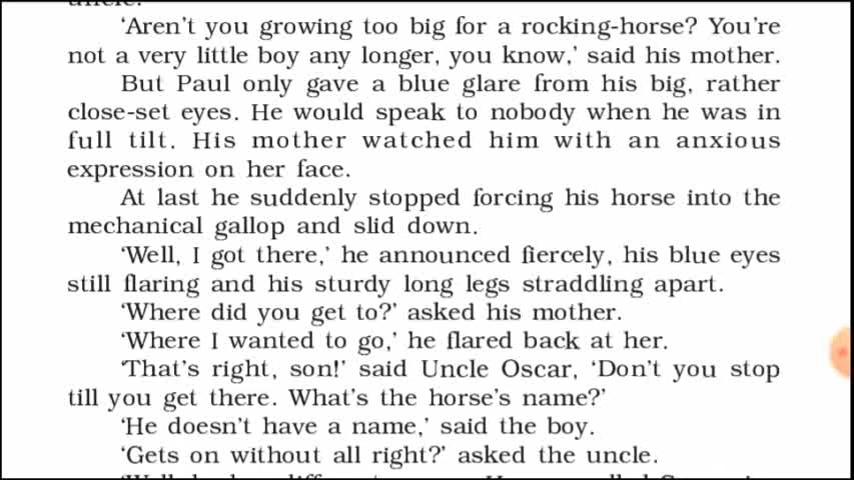 uncle.
‘Aren’t you growing too big for a rocking-horse? You’re
not a very little boy any longer, you know,’ said his mother.
But Paul only gave a blue glare from his big, rather
close-set eyes. He would speak to nobody when he was in
full tilt. His mother watched him with an anxious
expression on her face.
At last he suddenly stopped forcing his horse into the
mechanical gallop and slid down.
‘Well, I got there,’ he announced fiercely, his blue eyes
still flaring and his sturdy long legs straddling apart.
‘Where did you get to?’ asked his mother.
‘Where I wanted to go,’ he flared back at her.
‘That’s right, son!’ said Uncle Oscar, ‘Don’t you stop
till you get there. What’s the horse’s name?’
‘He doesn’t have a name,’ said the boy.
‘Gets on without all right?’ asked the uncle.